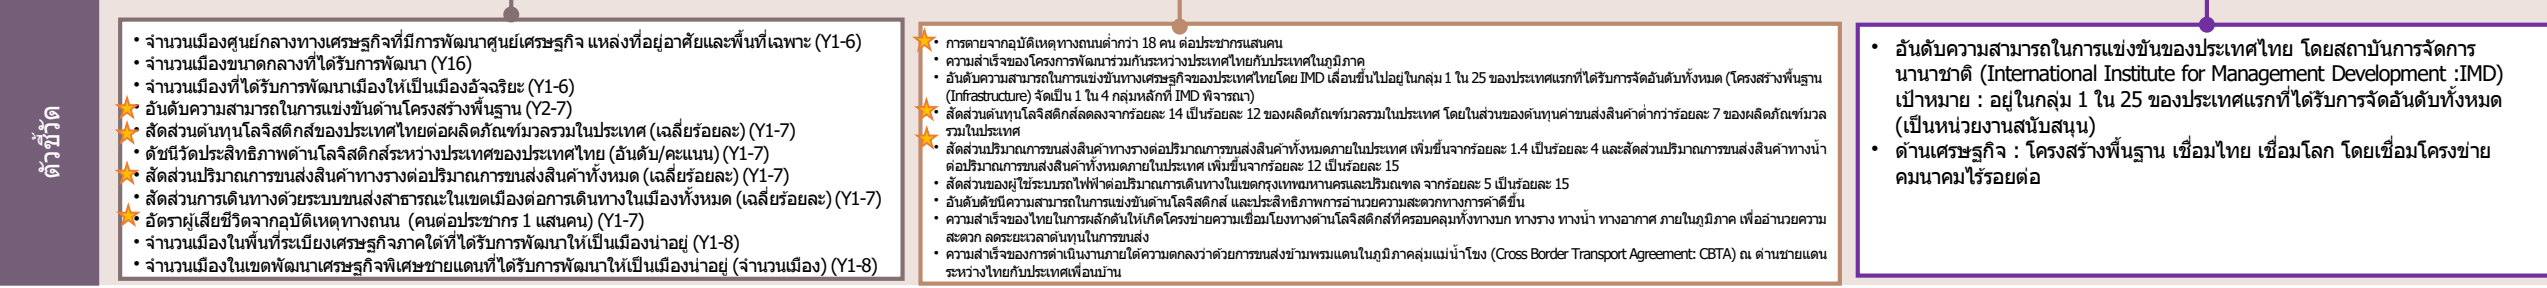 ตัวชี้วัด
• จำนวนเมืองศูนย์กลางทางเศรษฐกิจที่มีการพัฒนาศูนย์เศรษฐกิจ แหล่งที่อยู่อาศัยและพื้นที่เฉพาะ (Y1-6)
• จำนวนเมืองขนาดกลางที่ได้รับการพัฒนา (Y16)
• จำนวนเมืองที่ได้รับการพัฒนาเมืองให้เป็นเมืองอัจฉริยะ (Y1-6)
• อันดับความสามารถในการแข่งขันด้านโครงสร้างพื้นฐาน (Y2-7)
• สัดส่วนต้นทุนโลจิสติกส์ของประเทศไทยต่อผลิตภัณฑ์มวลรวมในประเทศ (เฉลี่ยร้อยละ) (Y1-7)
• ดัชนีวัดประสิทธิภาพด้านโลจิสติกส์ระหว่างประเทศของประเทศไทย (อันดับ/คะแนน) (Y1-7)
• สัดส่วนปริมาณการขนส่งสินค้าทางรางต่อปริมาณการขนส่งสินค้าทั้งหมด (เฉลี่ยร้อยละ) (Y1-7)
• สัดส่วนการเดินทางด้วยระบบขนส่งสาธารณะในเขตเมืองต่อการเดินทางในเมืองทั้งหมด (เฉลี่ยร้อยละ) (Y1-7)
• อัตราผู้เสียชีวิตจากอุบัติเหตุทางถนน (คนต่อประชากร 1 แสนคน) (Y1-7)
• จำนวนเมืองในพื้นที่ระเบียงเศรษฐกิจภาคใต้ที่ได้รับการพัฒนาให้เป็นเมืองน่าอยู่ (Y1-8)
• จำนวนเมืองในเขตพัฒนาเศรษฐกิจพิเศษชายแดนที่ได้รับการพัฒนาให้เป็นเมืองน่าอยู่ (จำนวนเมือง) (Y1-8)
• การตายจากอุบัติเหตุทางถนนต่ำกว่า 18 คน ต่อประชากรแสนคน
• ความสำเร็จของโครงการพัฒนาร่วมกันระหว่างประเทศไทยกับประเทศในภูมิภาค
• อันดับความสามารถในการแข่งขันทางเศรษฐกิจของประเทศไทยโดย IMD เลื่อนขึ้นไปอยู่ในกลุ่ม 1 ใน 25 ของประเทศแรกที่ได้รับการจัดอันดับทั้งหมด (โครงสร้างพื้นฐาน
(Infrastructure) จัดเป็น 1 ใน 4 กลุ่มหลักที่ IMD พิจารณา)
• สัดส่วนต้นทุนโลจิสติกส์ลดลงจากร้อยละ 14 เป็นร้อยละ 12 ของผลิตภัณฑ์มวลรวมในประเทศ โดยในส่วนของต้นทุนค่าขนส่งสินค้าต่ำกว่าร้อยละ 7 ของผลิตภัณฑ์มวล
รวมในประเทศ
• สัดส่วนปริมาณการขนส่งสินค้าทางรางต่อปริมาณการขนส่งสินค้าทั้งหมดภายในประเทศ เพิ่มขึ้นจากร้อยละ 1.4 เป็นร้อยละ 4 และสัดส่วนปริมาณการขนส่งสินค้าทางน้ำ
ต่อปริมาณการขนส่งสินค้าทั้งหมดภายในประเทศ เพิ่มขึ้นจากร้อยละ 12 เป็นร้อยละ 15
• สัดส่วนของผู้ใช้ระบบรถไฟฟ้าต่อปริมาณการเดินทางในเขตกรุงเทพมหานครและปริมณฑล จากร้อยละ 5 เป็นร้อยละ 15
• อันดับดัชนีความสามารถในการแข่งขันด้านโลจิสติกส์ และประสิทธิภาพการอำนวยความสะดวกทางการค้าดีขึ้น
• ความสำเร็จของไทยในการผลักดันให้เกิดโครงข่ายความเชื่อมโยงทางด้านโลจิสติกส์ที่ครอบคลุมทั้งทางบก ทางราง ทางน้ำ ทางอากาศ ภายในภูมิภาค เพื่ออำนวยความ
สะดวก ลดระยะเวลาต้นทุนในการขนส่ง
• ความสำเร็จของการดำเนินงานภายใต้ความตกลงว่าด้วยการขนส่งข้ามพรมแดนในภูมิภาคลุ่มแม่น้ำโขง (Cross Border Transport Agreement: CBTA) ณ ด่านชายแดน
ระหว่างไทยกับประเทศเพื่อนบ้าน
• อันดับความสามารถในการแข่งขันของประเทศไทย โดยสถาบันการจัดการ
นานาชาติ (International Institute for Management Development :IMD)
เป้าหมาย : อยู่ในกลุ่ม 1 ใน 25 ของประเทศแรกที่ได้รับการจัดอันดับทั้งหมด
(เป็นหน่วยงานสนับสนุน)
• ด้านเศรษฐกิจ : โครงสร้างพื้นฐาน เชื่อมไทย เชื่อมโลก โดยเชื่อมโครงข่าย
คมนาคมไร้รอยต่อ